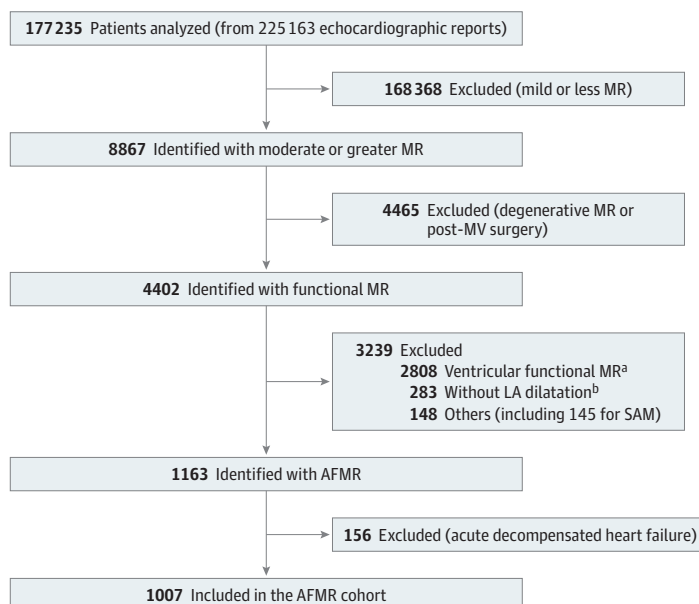 177 235 Patients analyzed (from 225 163 echocardiographic reports)
168 368 Excluded (mild or less MR)
8867 Identified with moderate or greater MR
4465 Excluded (degenerative MR or
post-MV surgery)
4402 Identified with functional MR
3239 Excluded
2808 Ventricular functional MRa
283 Without LA dilatationb
148 Others (including 145 for SAM)
1163 Identified with AFMR
156 Excluded (acute decompensated heart failure)
1007 Included in the AFMR cohort